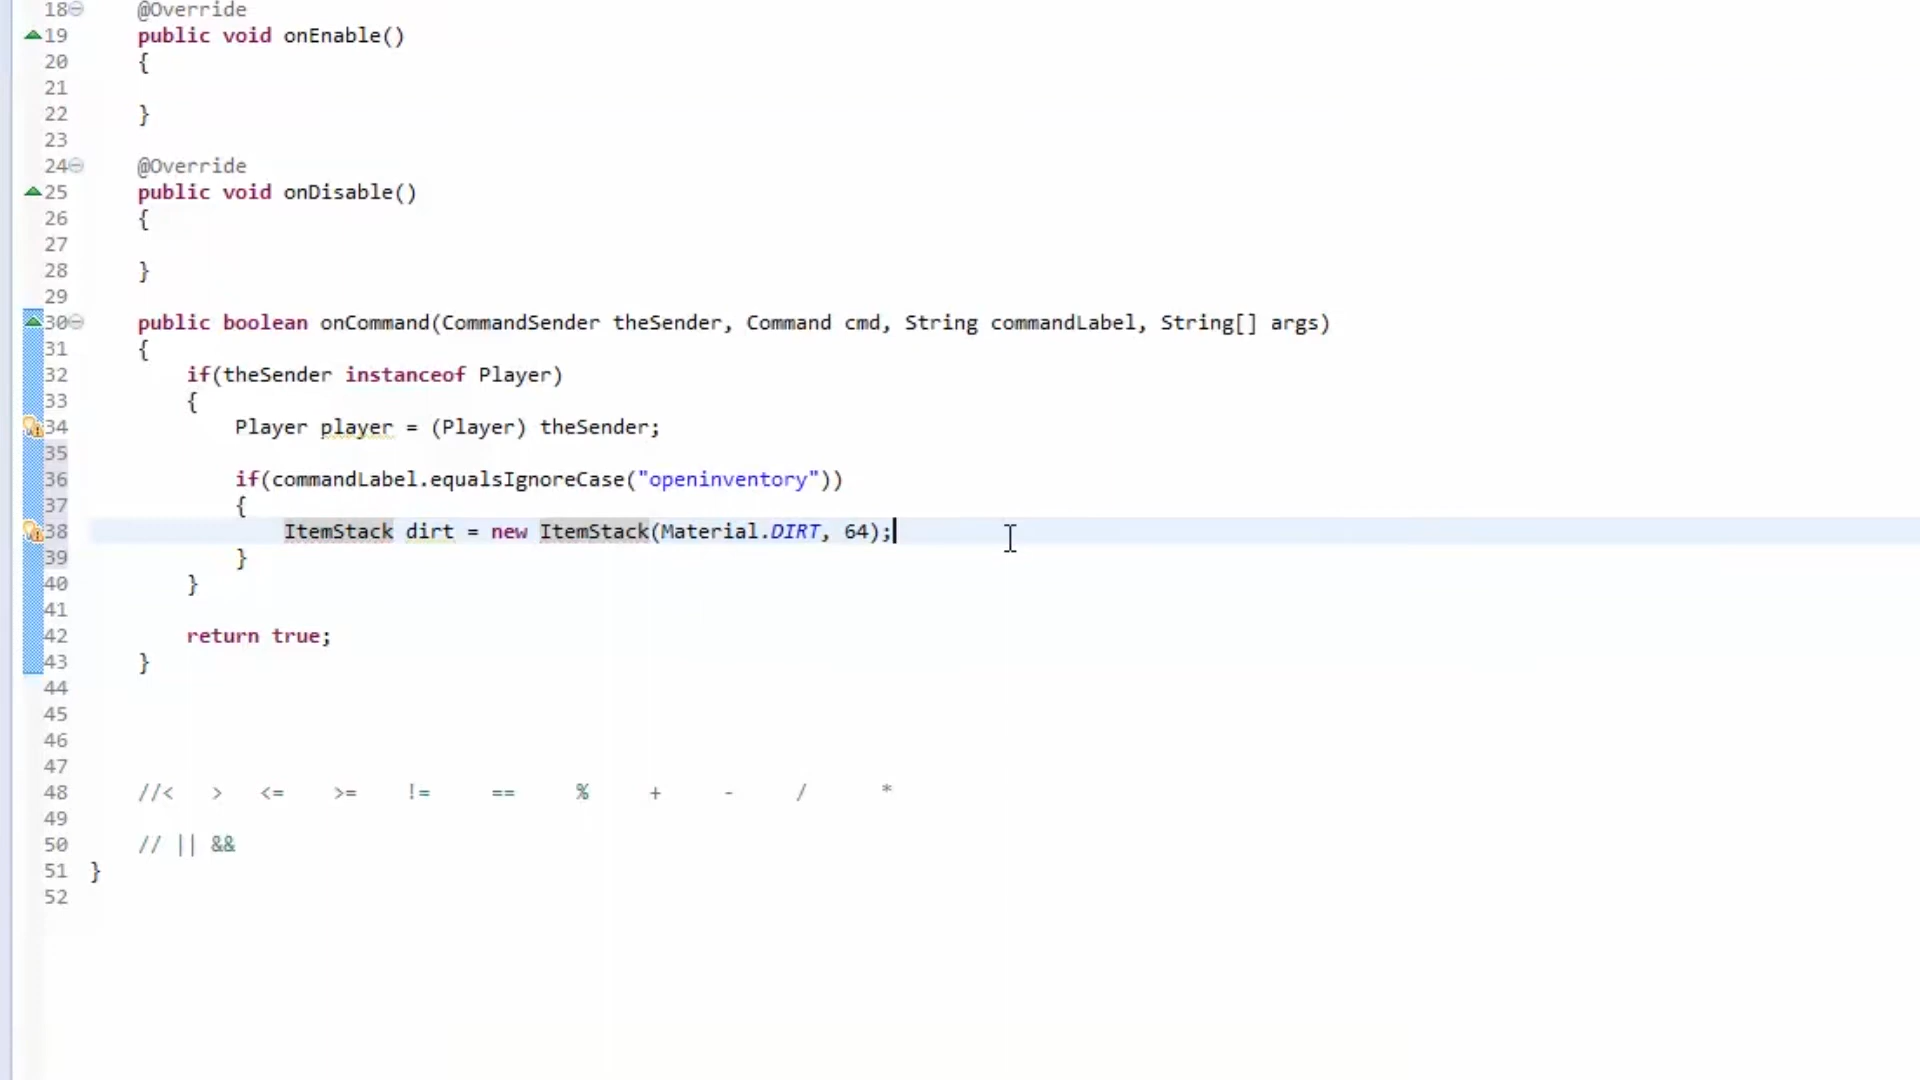 18 @Override
19 public void onEnable()
20 {
21
22 }
23
24 @Override
25 public void onDisable()
26 {
27
28 }
29
30 public boolean onCommand(CommandSender theSender, Command cmd, String commandLabel, String[] args)
31 {
32 if(theSender instanceof Player)
33 {
34 Player player = (Player) theSender;
35
36 if(commandLabel.equalsIgnoreCase("openinventory"))
37 {
38 ItemStack dirt = new ItemStack(Material.DIRT, 64);
39 }
40 }
41
42 return true;
43 }
44
45
46
47
48 //< > <= >= != == % + - / *
49
50 // || &&
51 }
52